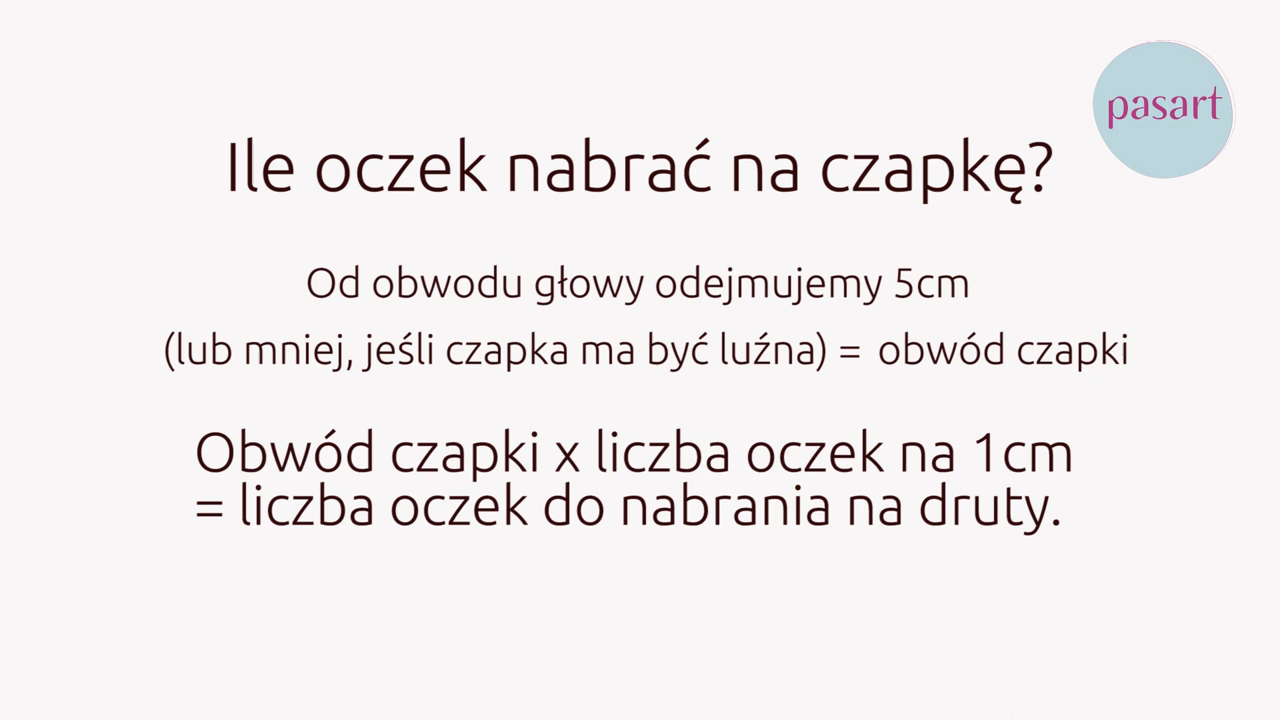 pasart
Ile oczek nabrać na czapkę?
Od obwodu głowy odejmujemy 5cm
(lub mniej, jeśli czapka ma być luźna) = obwód czapki
Obwód czapki x liczba oczek na 1cm
= liczba oczek do nabrania na druty.